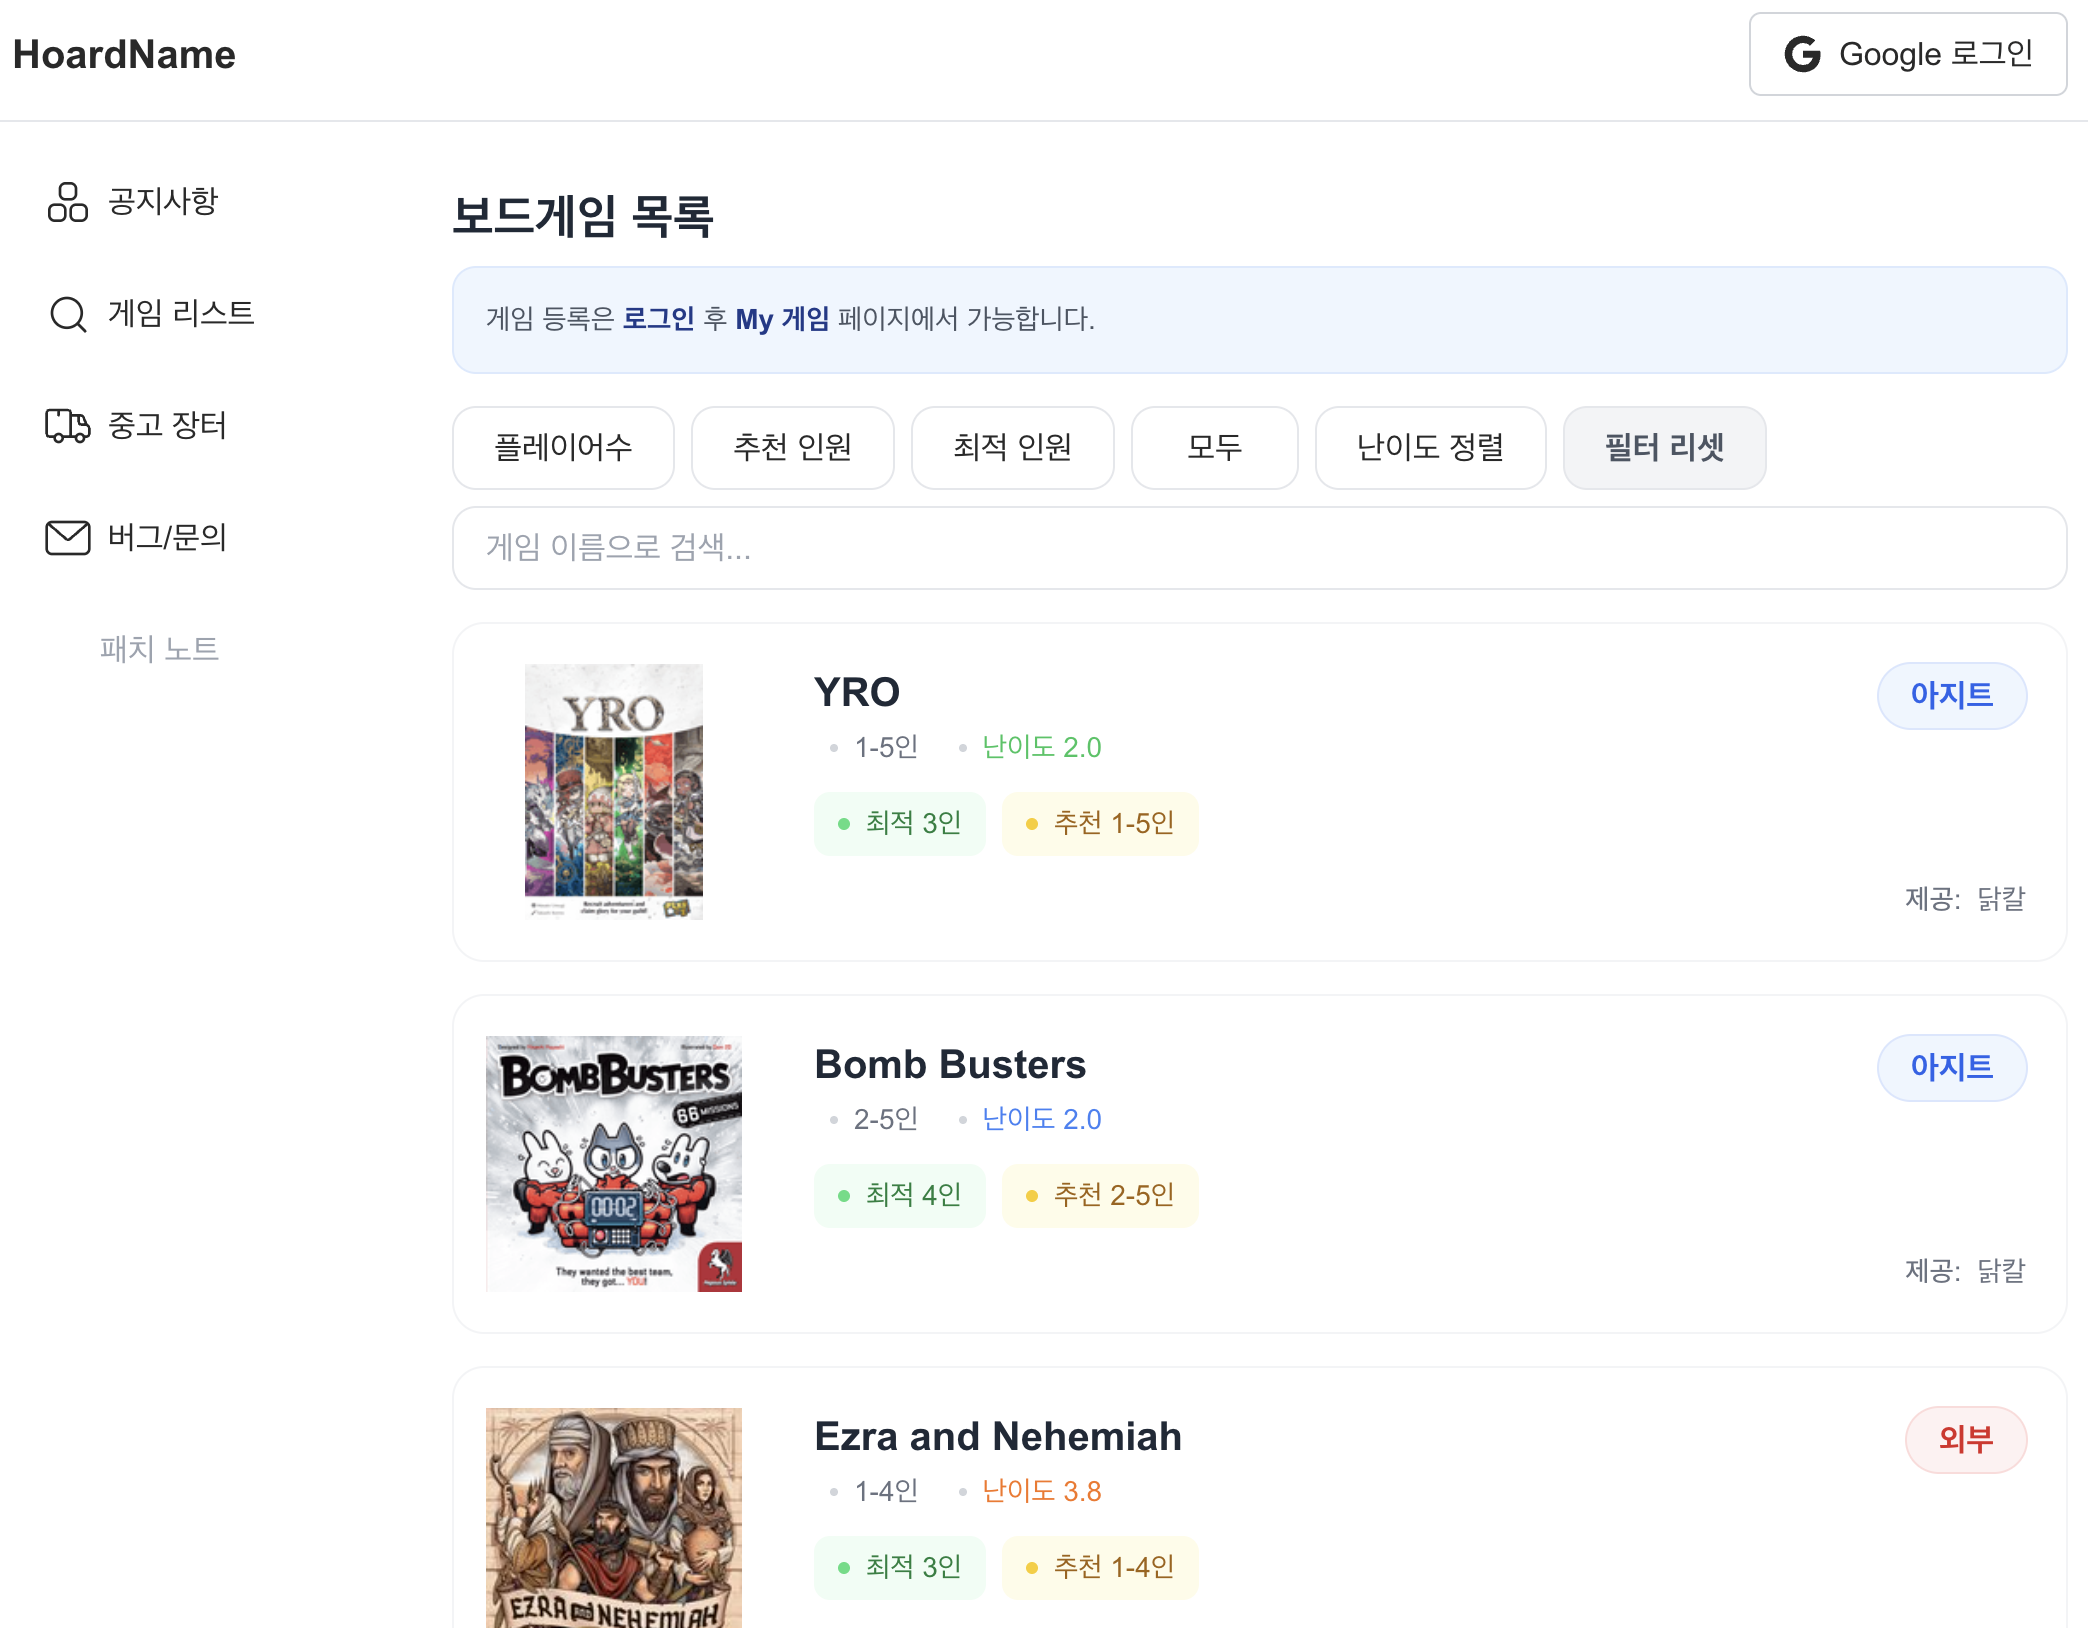 HoardName
Google 로그인
공지사항
게임 리스트
중고 장터
버그/문의
패치 노트
보드게임 목록
게임 등록은 로그인 후 My 게임 페이지에서 가능합니다.
플레이어수
추천 인원
최적 인원
모두
난이도 정렬
필터 리셋
게임 이름으로 검색...
YRO
Recruit adventurers and
claim glory for your guild!
YRO
아지트
• 1-5인 • 난이도 2.0
최적 3인
추천 1-5인
제공: 닭칼
BOMB BUSTERS
66 MISSIONS
00:02
They wanted the best team,
they got... YOU!
Bomb Busters
아지트
• 2-5인 • 난이도 2.0
최적 4인
추천 2-5인
제공: 닭칼
EZRA AND NEHEMIAH
Ezra and Nehemiah
외부
• 1-4인 • 난이도 3.8
최적 3인
추천 1-4인